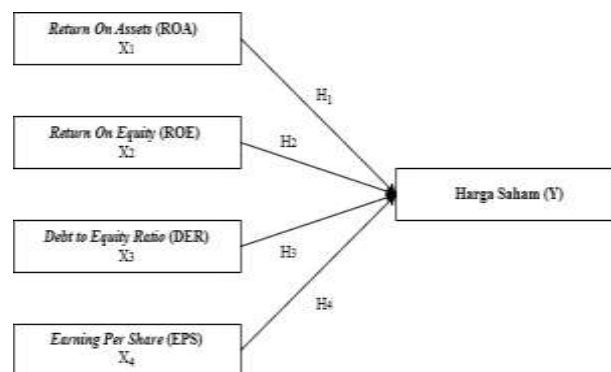 Return On Assets (ROA)
X1
H1
Return On Equity (ROE)
X2
H2
Harga Saham (Y)
Debt to Equity Ratio (DER)
X3
H3
H4
Earning Per Share (EPS)
X4